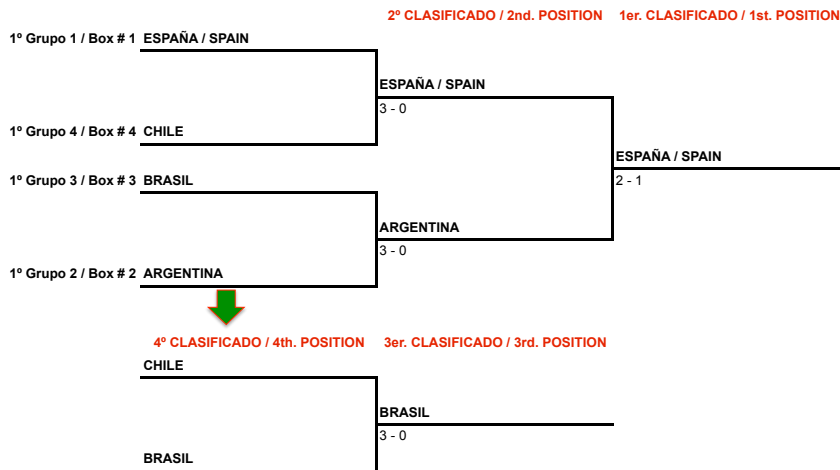 2º CLASIFICADO / 2nd. POSITION 1er. CLASIFICADO / 1st. POSITION
1º Grupo 1 / Box # 1 ESPAÑA / SPAIN
ESPAÑA / SPAIN
3 - 0
1º Grupo 4 / Box # 4 CHILE
ESPAÑA / SPAIN
2 - 1
1º Grupo 3 / Box # 3 BRASIL
ARGENTINA
3 - 0
1º Grupo 2 / Box # 2 ARGENTINA
4º CLASIFICADO / 4th. POSITION 3er. CLASIFICADO / 3rd. POSITION
CHILE
BRASIL
3 - 0
BRASIL